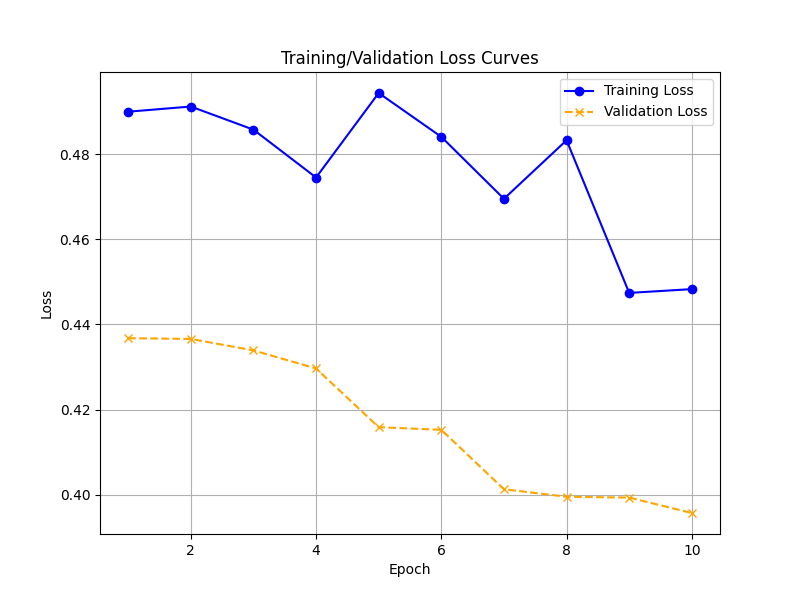 Training/Validation Loss Curves
Training Loss
Validation Loss
0.48
0.46
0.44
0.42
0.40
Loss
2 4 6 8 10
Epoch